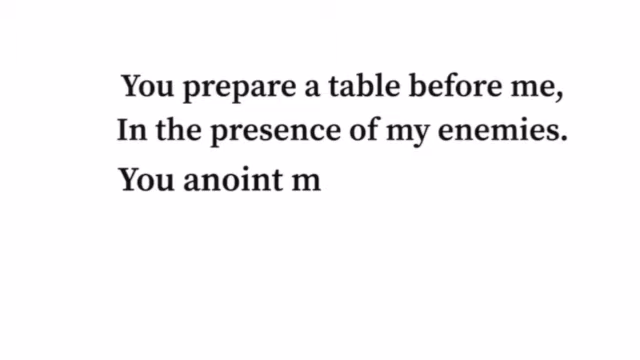 You prepare a table before me,
In the presence of my enemies.
You anoint m